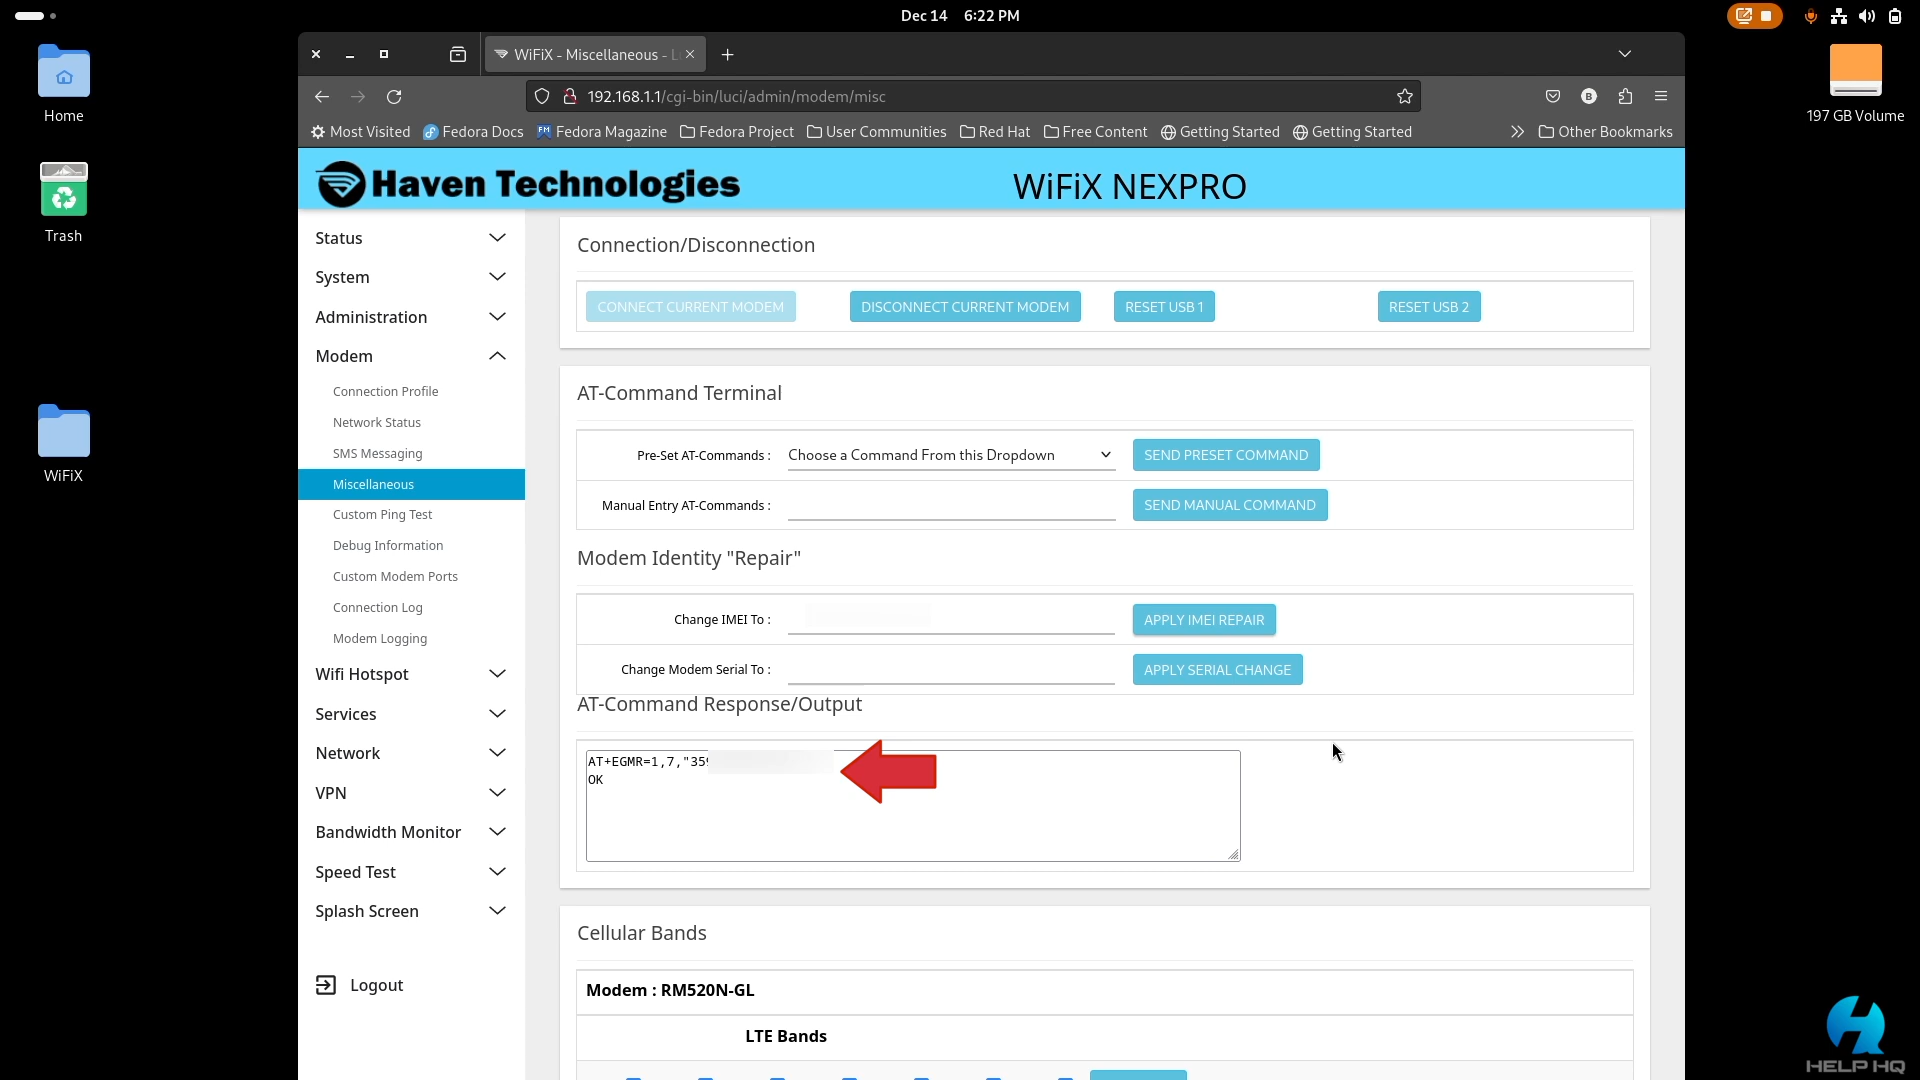 Dec 14 6:22 PM
Home
Trash
WiFiX
197 GB Volume
WiFiX - Miscellaneous -
192.168.1.1/cgi-bin/luci/admin/modem/misc
B
Most Visited
Fedora Docs
FM
Fedora Magazine
Fedora Project
User Communities
Red Hat
Free Content
Getting Started
Getting Started
Other Bookmarks
Haven Technologies
WiFiX NEXPRO
Status
System
Administration
Modem
Connection Profile
Network Status
SMS Messaging
Miscellaneous
Custom Ping Test
Debug Information
Custom Modem Ports
Connection Log
Modem Logging
Wifi Hotspot
Services
Network
VPN
Bandwidth Monitor
Speed Test
Splash Screen
Logout
Connection/Disconnection
CONNECT CURRENT MODEM
DISCONNECT CURRENT MODEM
RESET USB 1
RESET USB 2
AT-Command Terminal
Pre-Set AT-Commands : Choose a Command From this Dropdown SEND PRESET COMMAND
Manual Entry AT-Commands : SEND MANUAL COMMAND
Modem Identity "Repair"
Change IMEI To : APPLY IMEI REPAIR
Change Modem Serial To : APPLY SERIAL CHANGE
AT-Command Response/Output
AT+EGMR=1,7,"359
OK
Cellular Bands
Modem : RM520N-GL
LTE Bands
HELP HQ